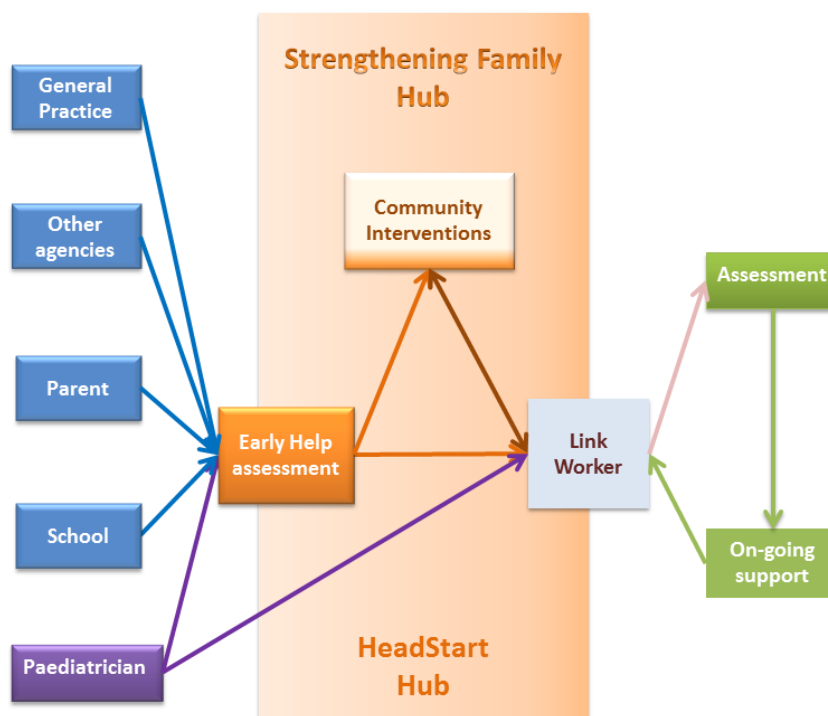 Strengthening Family
Hub
General
Practice
Other
agencies
Community
Interventions
Assessment
Parent
Early Help
assessment
Link
Worker
School
On-going
support
Paediatrician
HeadStart
Hub